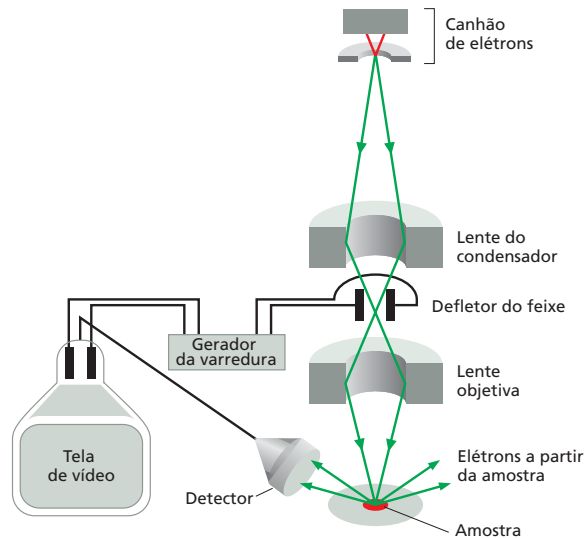 Canhão
de elétrons
Lente do
condensador
Defletor do feixe
Gerador
da varredura
Lente
objetiva
Tela
de vídeo
Elétrons a partir
da amostra
Detector
Amostra